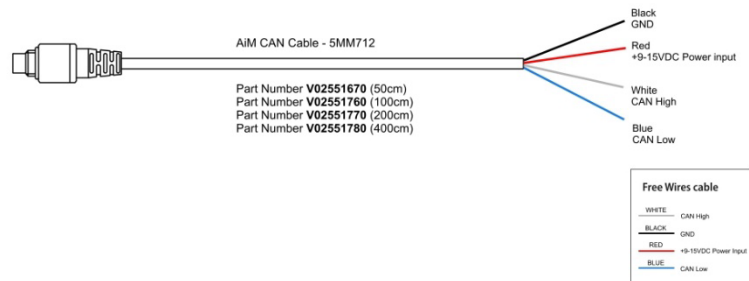 Black
GND
AiM CAN Cable - 5MM712
Red
+9-15VDC Power input
Part Number V02551670 (50cm)
Part Number V02551760 (100cm)
Part Number V02551770 (200cm)
Part Number V02551780 (400cm)
White
CAN High
Blue
CAN Low
Free Wires cable
WHITE CAN High
BLACK GND
RED +9-15VDC Power Input
BLUE CAN Low